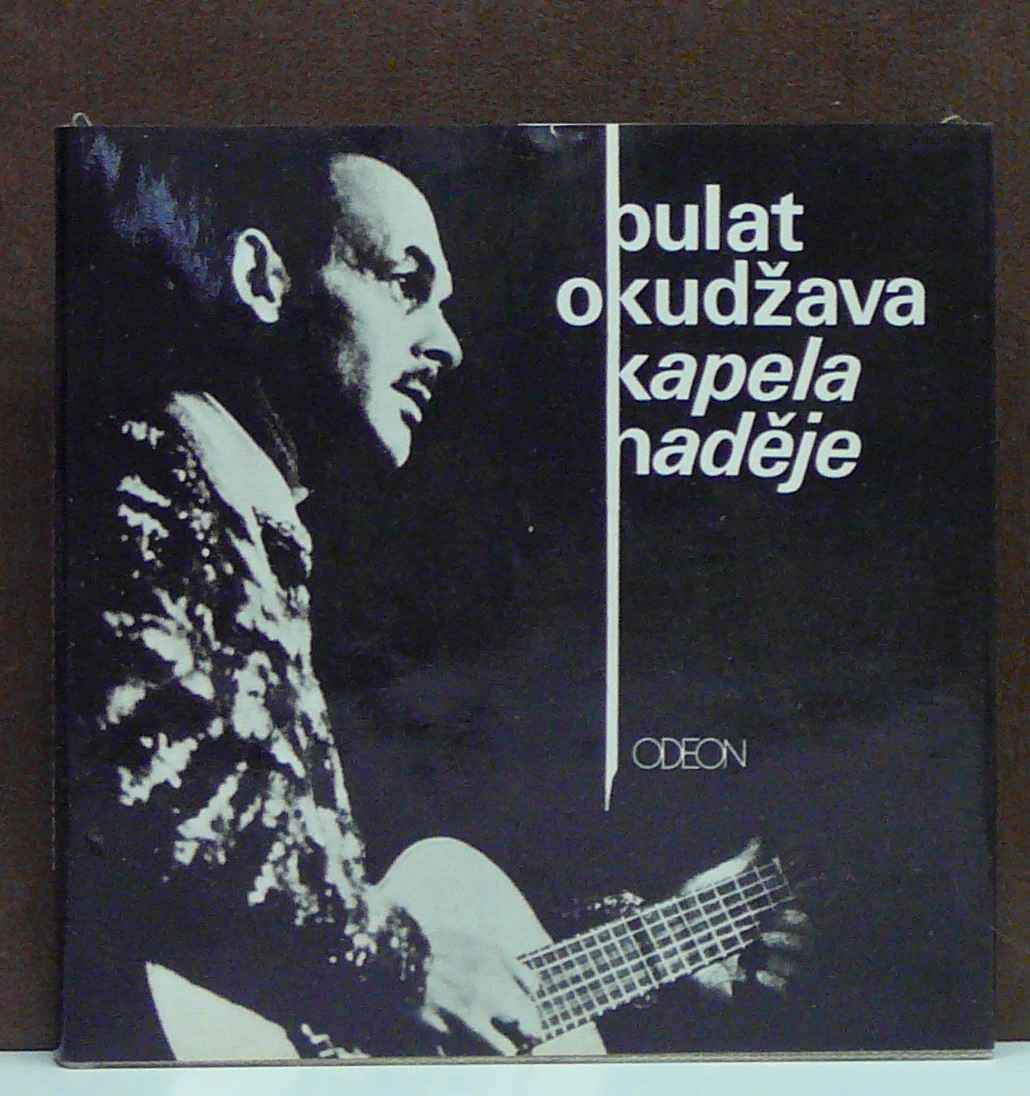 bulat
okudžava
kapela
naděje
ODEON